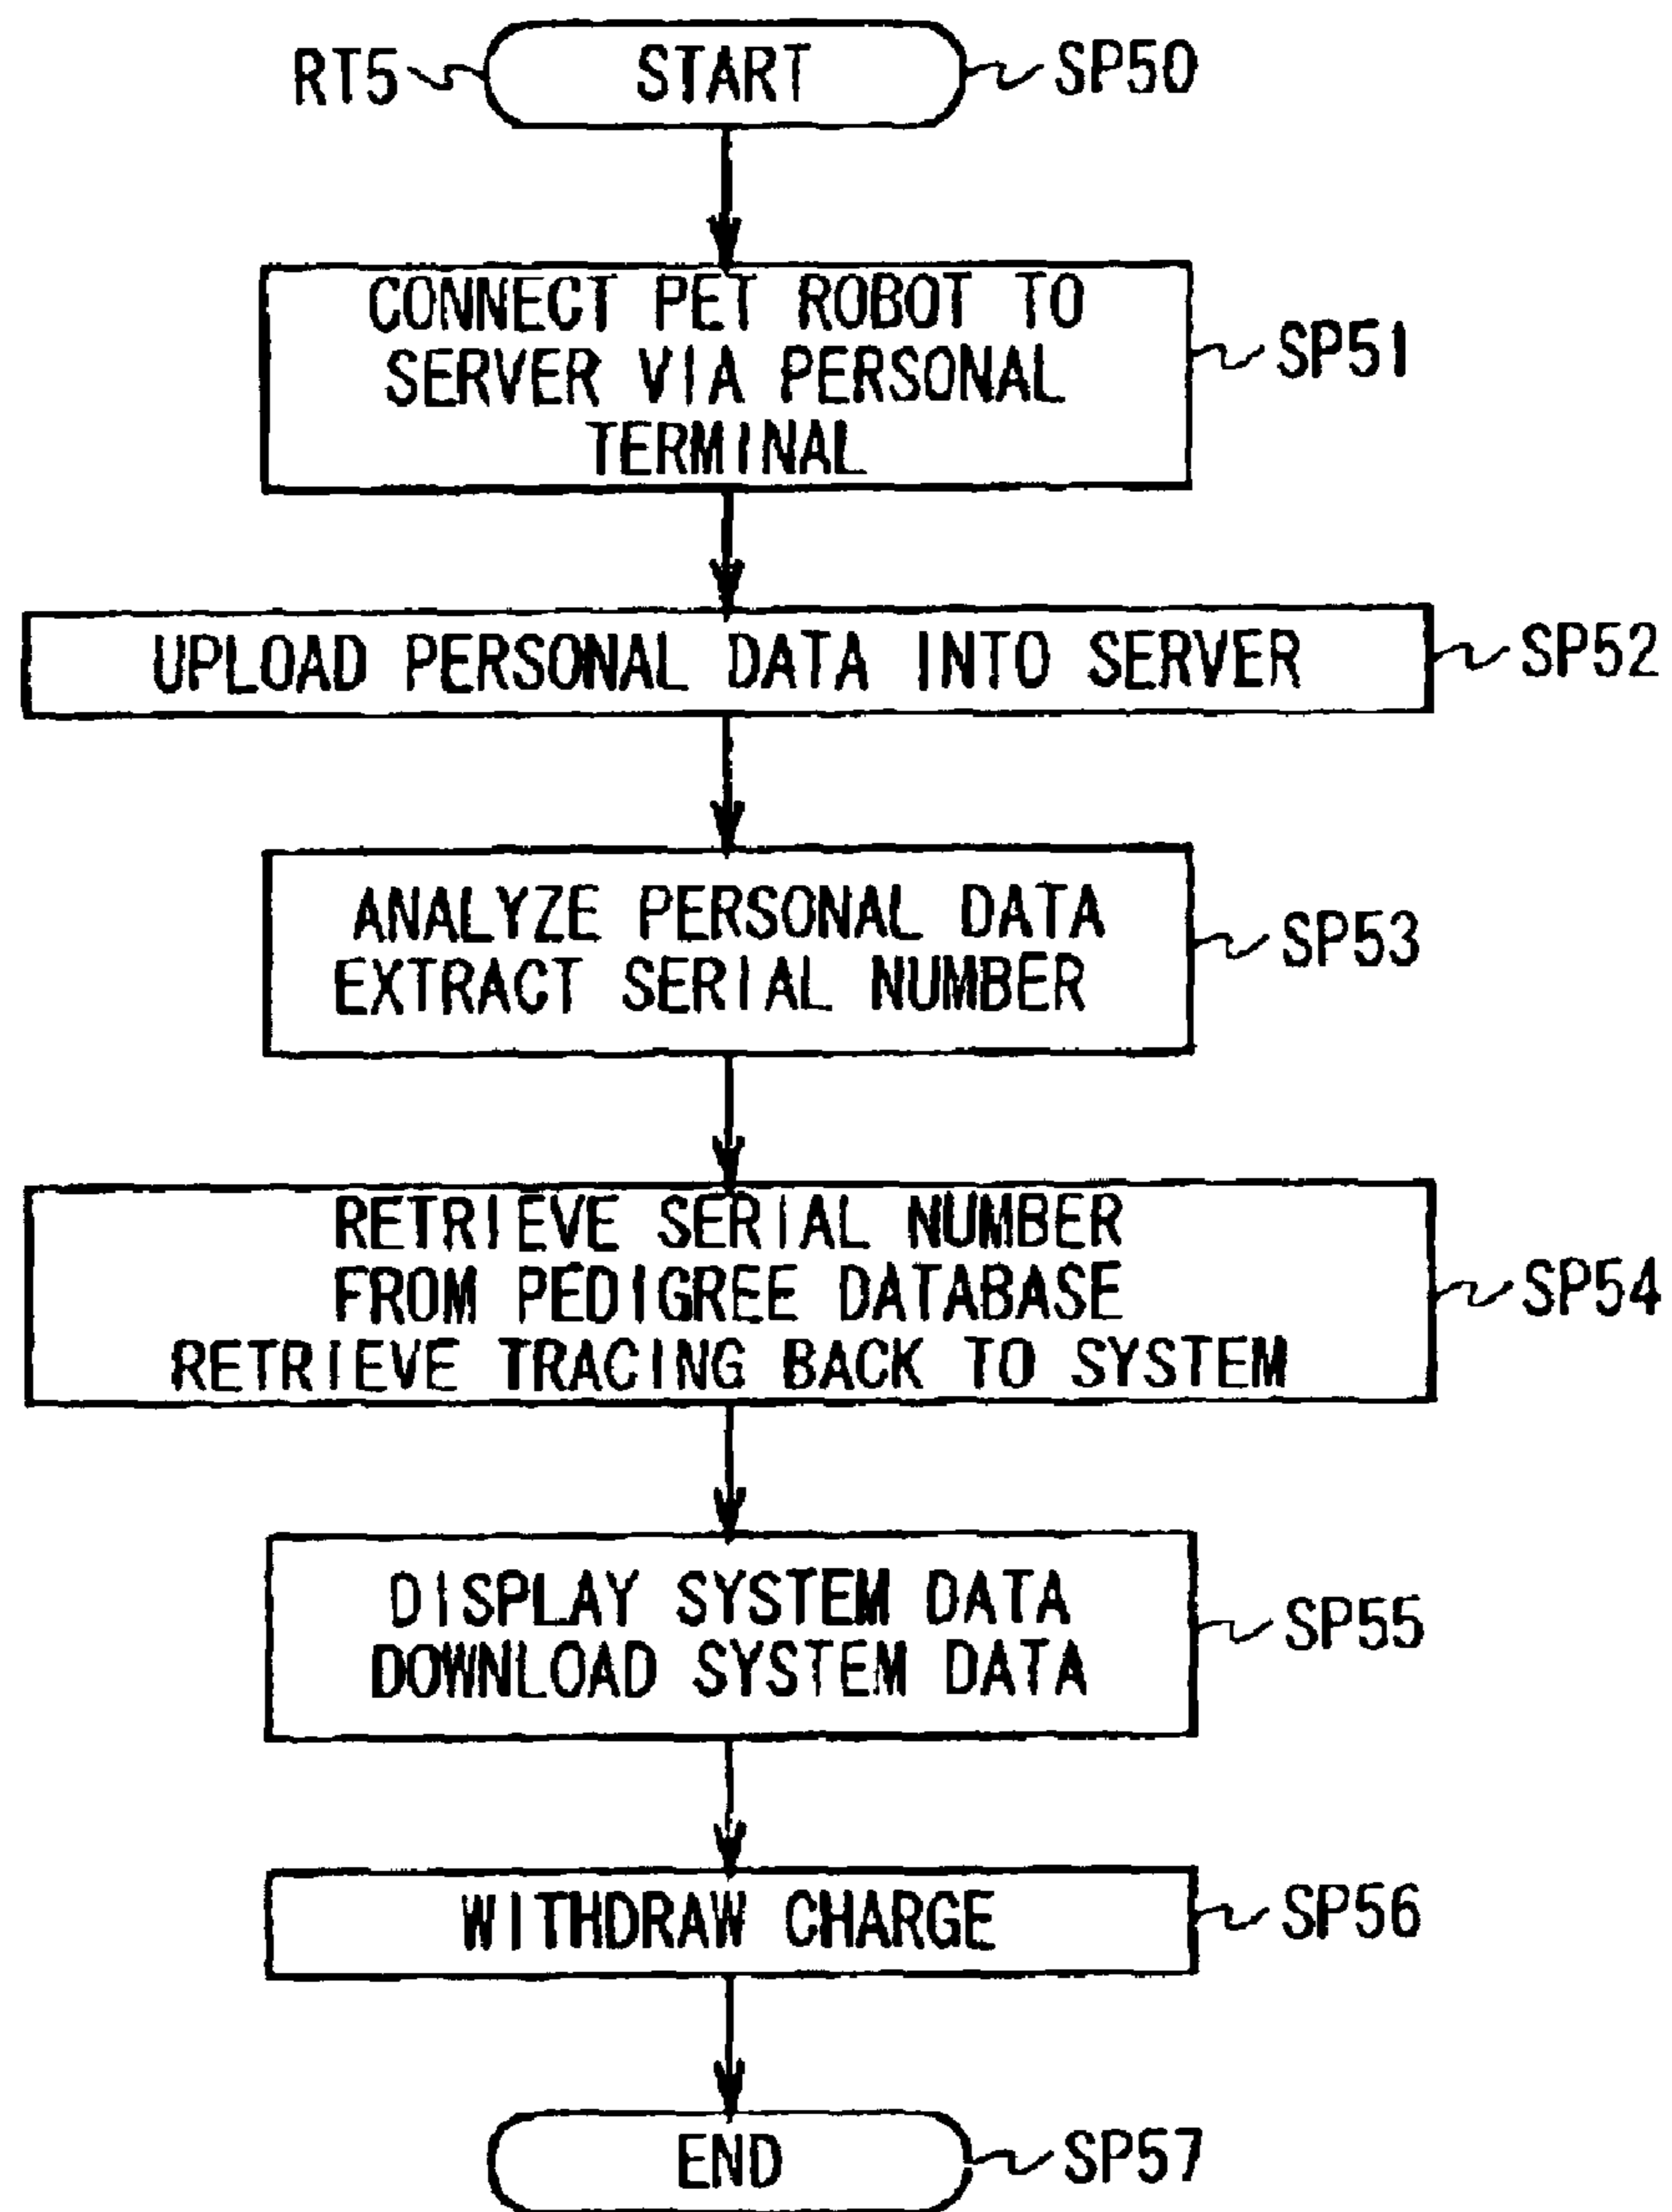 RT5 START SP50
CONNECT PET ROBOT TO
SERVER VIA PERSONAL
TERMINAL
SP51
UPLOAD PERSONAL DATA INTO SERVER
SP52
ANALYZE PERSONAL DATA
EXTRACT SERIAL NUMBER
SP53
RETRIEVE SERIAL NUMBER
FROM PEDIGREE DATABASE
RETRIEVE TRACING BACK TO SYSTEM
SP54
DISPLAY SYSTEM DATA
DOWNLOAD SYSTEM DATA
SP55
WITHDRAW CHARGE
SP56
END
SP57